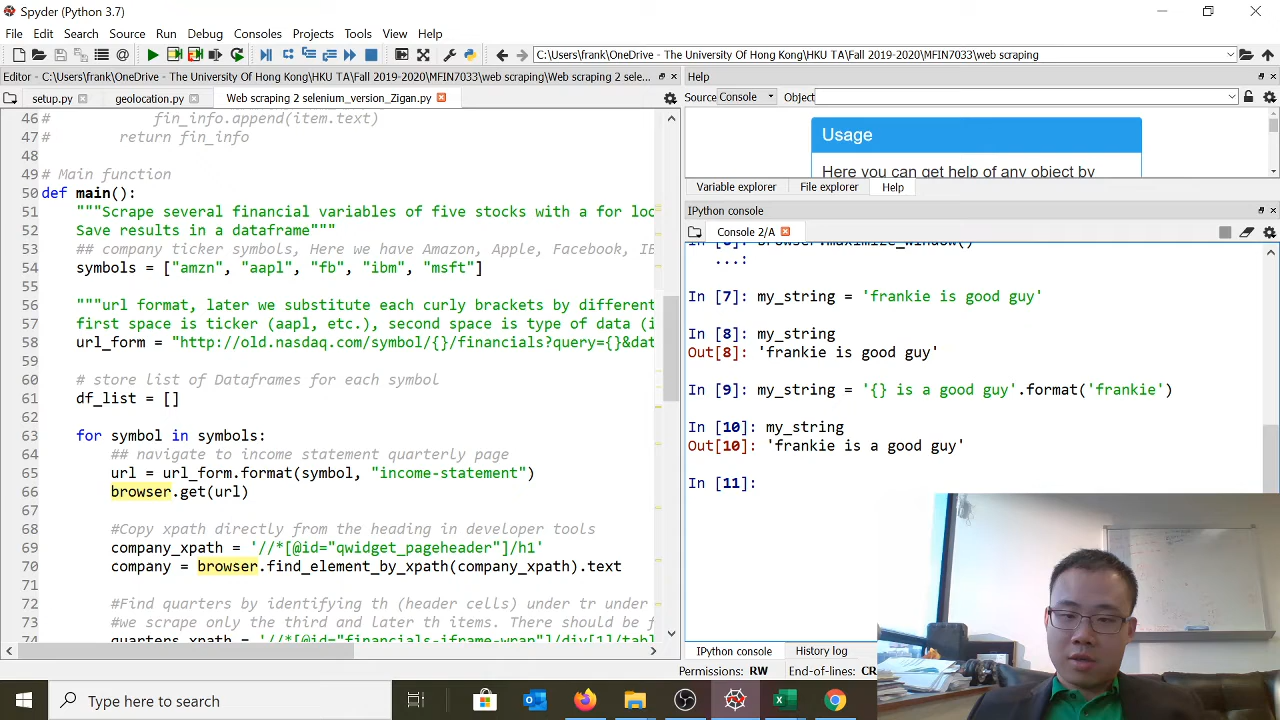 Spyder (Python 3.7)
File Edit Search Source Run Debug Consoles Projects Tools View Help
C:\Users\frank\OneDrive - The University Of Hong Kong\HKU TA\Fall 2019-2020\MFIN7033\web scraping
Editor - C:\Users\frank\OneDrive - The University Of Hong Kong\HKU TA\Fall 2019-2020\MFIN7033\web scraping\Web scraping 2 sele...
setup.py geolocation.py Web scraping 2 selenium_version_Zigan.py
46 # fin_info.append(item.text)
47 # return fin_info
48
49 # Main function
50 def main():
51 """Scrape several financial variables of five stocks with a for loo
52 Save results in a dataframe"""
53 ## company ticker symbols, Here we have Amazon, Apple, Facebook, IB
54 symbols = ["amzn", "aapl", "fb", "ibm", "msft"]
55
56 """url format, later we substitute each curly brackets by different
57 first space is ticker (aapl, etc.), second space is type of data (i
58 url_form = "http://old.nasdaq.com/symbol/{}/financials?query={}&dat
59
60 # store list of Dataframes for each symbol
61 df_list = []
62
63 for symbol in symbols:
64 ## navigate to income statement quarterly page
65 url = url_form.format(symbol, "income-statement")
66 browser.get(url)
67
68 #Copy xpath directly from the heading in developer tools
69 company_xpath = '//*[@id="qwidget_pageheader"]/h1'
70 company = browser.find_element_by_xpath(company_xpath).text
71
72 #Find quarters by identifying th (header cells) under tr under
73 #we scrape only the third and later th items. There should be f
74 quarters_xpath = '//*[@id="financials-iframe-wrap"]/div[1]/tabl
Help
Source Console Object
Usage
Here you can get help of any object by
Variable explorer File explorer Help
IPython console
Console 2/A
browser.maximize_window()
...:
In [7]: my_string = 'frankie is good guy'
In [8]: my_string
Out[8]: 'frankie is good guy'
In [9]: my_string = '{} is a good guy'.format('frankie')
In [10]: my_string
Out[10]: 'frankie is a good guy'
In [11]:
IPython console History log
Permissions: RW End-of-lines: CR
Type here to search